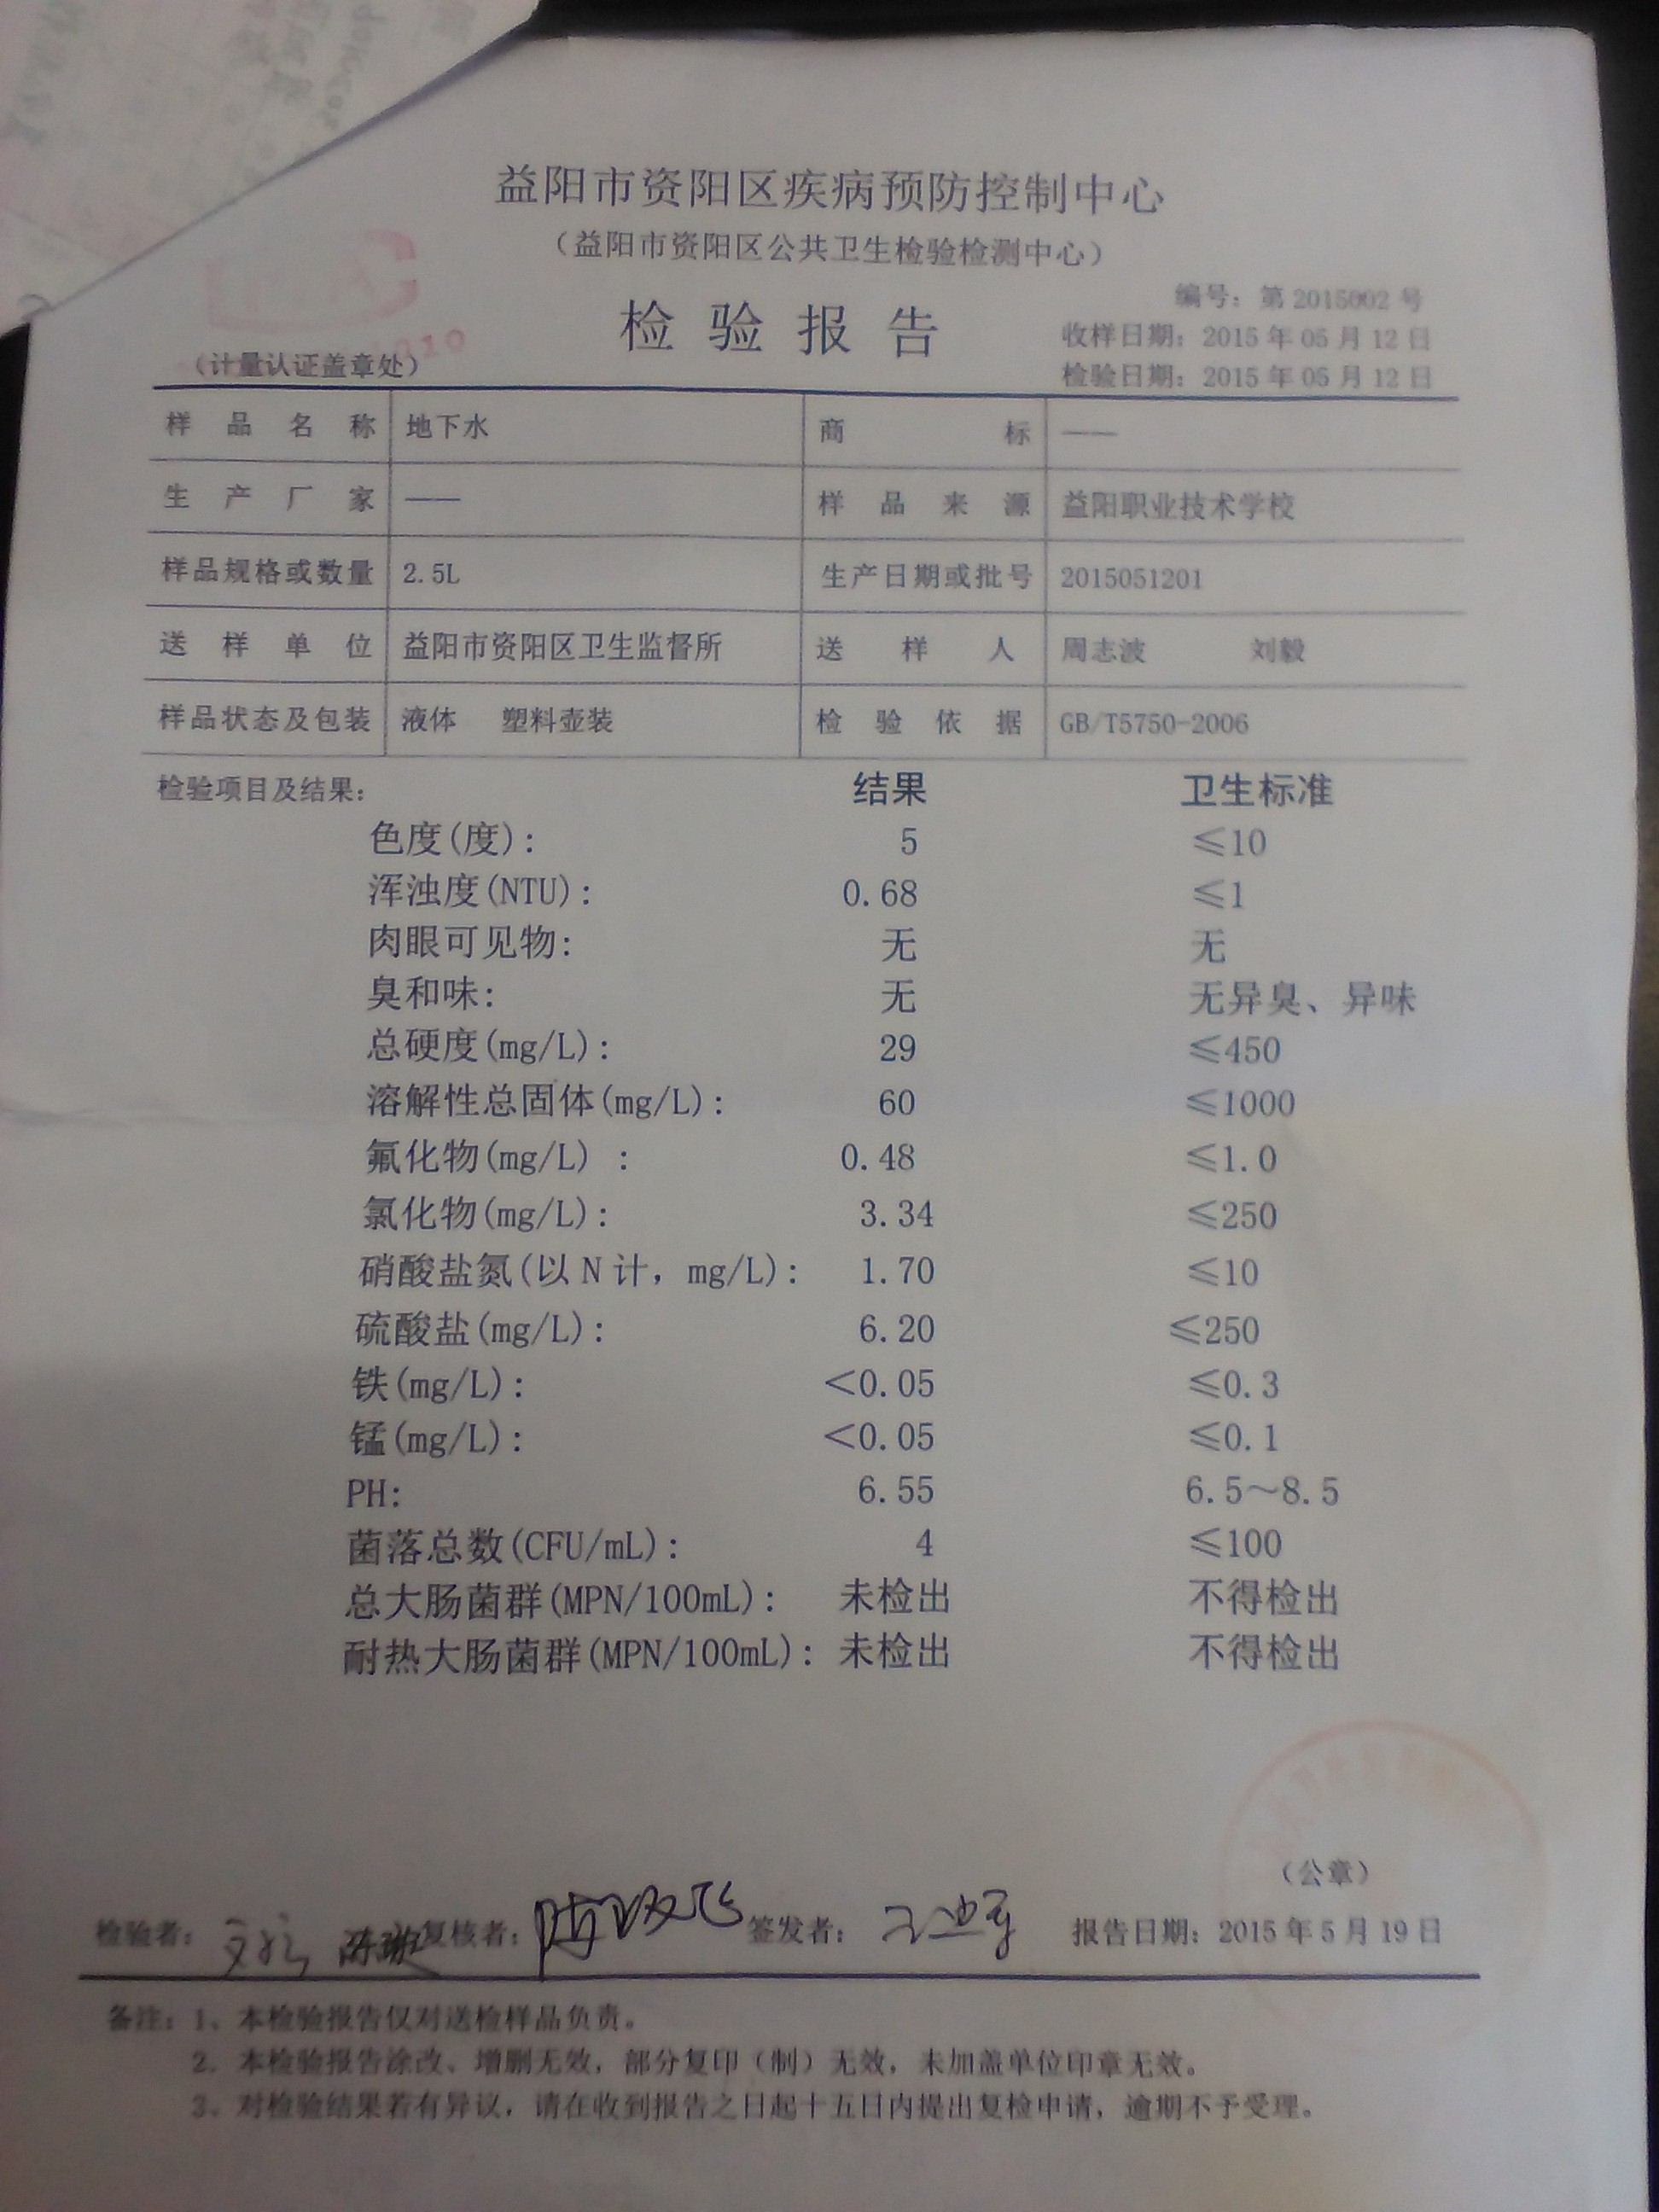 益阳市资阳区疾病预防控制中心
（益阳市资阳区公共卫生检验检测中心）
检验报告
编号：第2015002号
收样日期：2015年05月12日
检验日期：2015年05月12日
（计量认证盖章处）
样品名称 地下水 商标 ——
生产厂家 —— 样品来源 益阳职业技术学校
样品规格或数量 2.5L 生产日期或批号 2015051201
送样单位 益阳市资阳区卫生监督所 送样人 周志波 刘毅
样品状态及包装 液体 塑料壶装 检验依据 GB/T5750-2006
检验项目及结果： 结果 卫生标准
色度(度): 5 ≤10
浑浊度(NTU): 0.68 ≤1
肉眼可见物: 无 无
臭和味: 无 无异臭、异味
总硬度(mg/L): 29 ≤450
溶解性总固体(mg/L): 60 ≤1000
氟化物(mg/L) : 0.48 ≤1.0
氯化物(mg/L): 3.34 ≤250
硝酸盐氮(以N计，mg/L): 1.70 ≤10
硫酸盐(mg/L): 6.20 ≤250
铁(mg/L): <0.05 ≤0.3
锰(mg/L): <0.05 ≤0.1
PH: 6.55 6.5～8.5
菌落总数(CFU/mL): 4 ≤100
总大肠菌群(MPN/100mL): 未检出 不得检出
耐热大肠菌群(MPN/100mL): 未检出 不得检出
（公章）
检验者： 复核者： 签发者： 报告日期：2015年5月19日
备注：1、本检验报告仅对送检样品负责。
2、本检验报告涂改、增删无效，部分复印（制）无效，未加盖单位印章无效。
3、对检验结果若有异议，请在收到报告之日起十五日内提出复检申请，逾期不予受理。